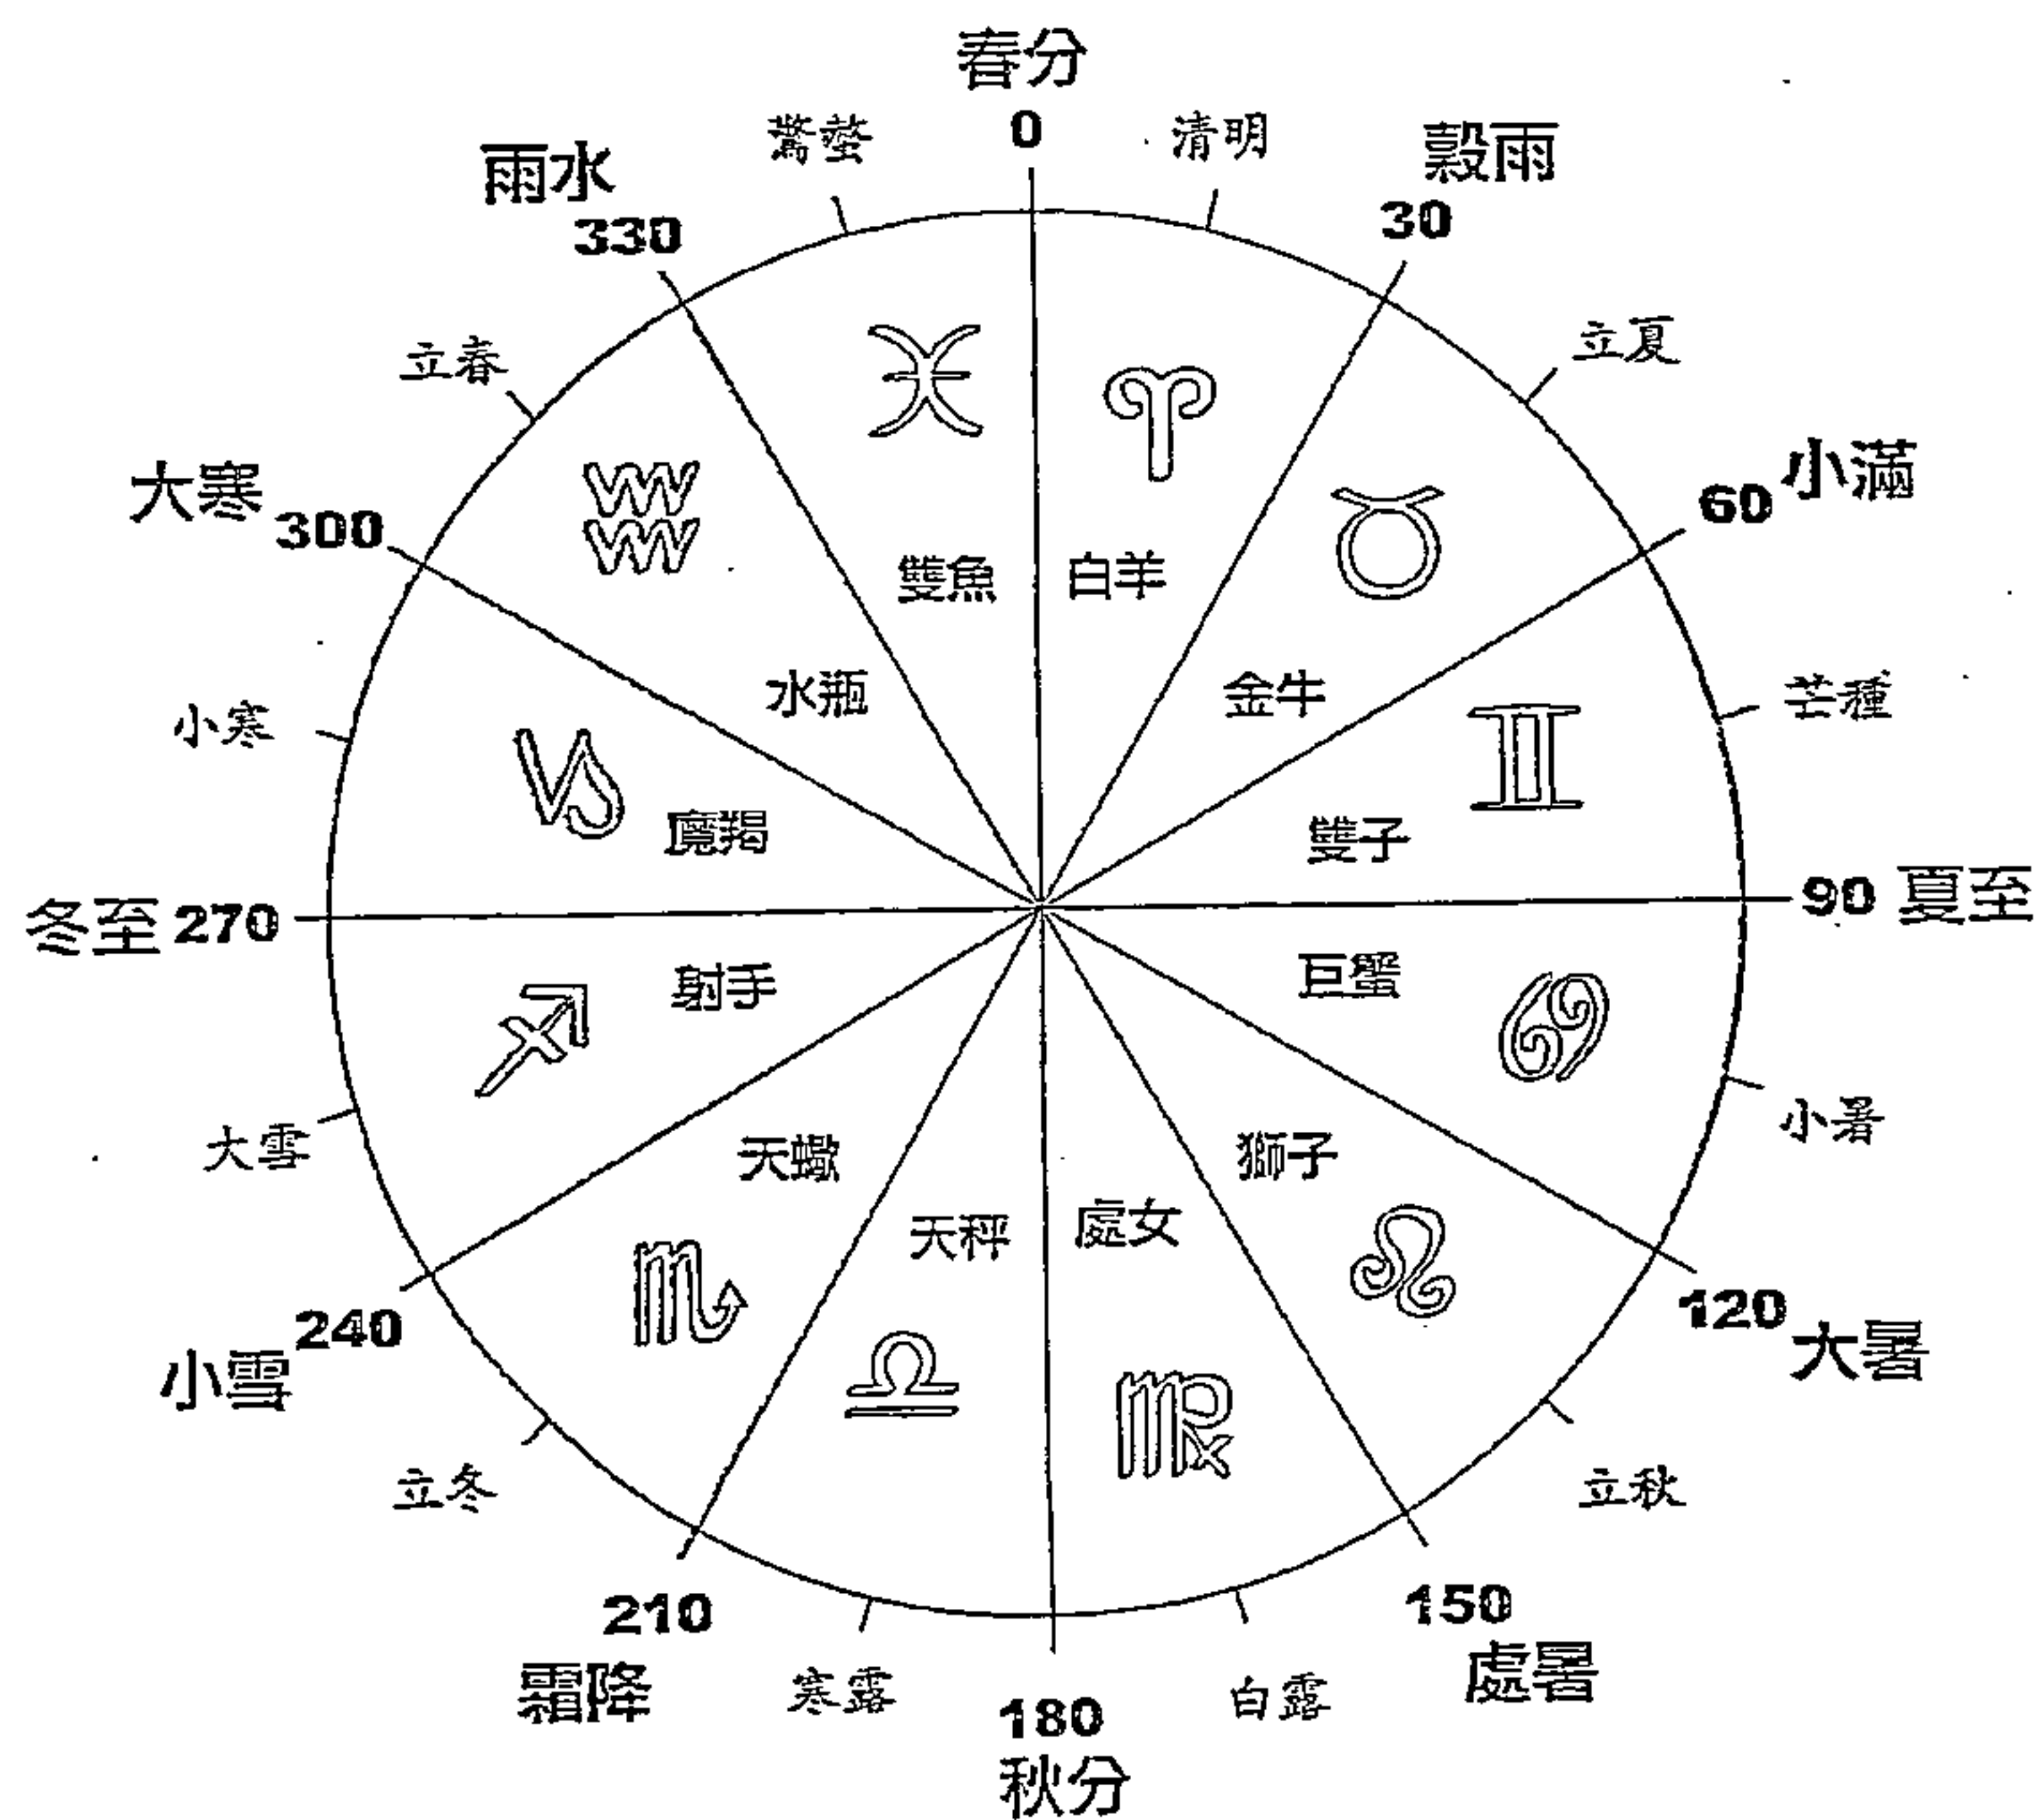 春分
0
清明
穀雨
30
立夏
小滿
60
芒種
夏至
90
小暑
大暑
120
立秋
處暑
150
白露
秋分
180
寒露
霜降
210
立冬
小雪
240
大雪
冬至
270
小寒
大寒
300
立春
雨水
330
驚蟄
白羊
金牛
雙子
巨蟹
獅子
處女
天秤
天蠍
射手
魔羯
水瓶
雙魚